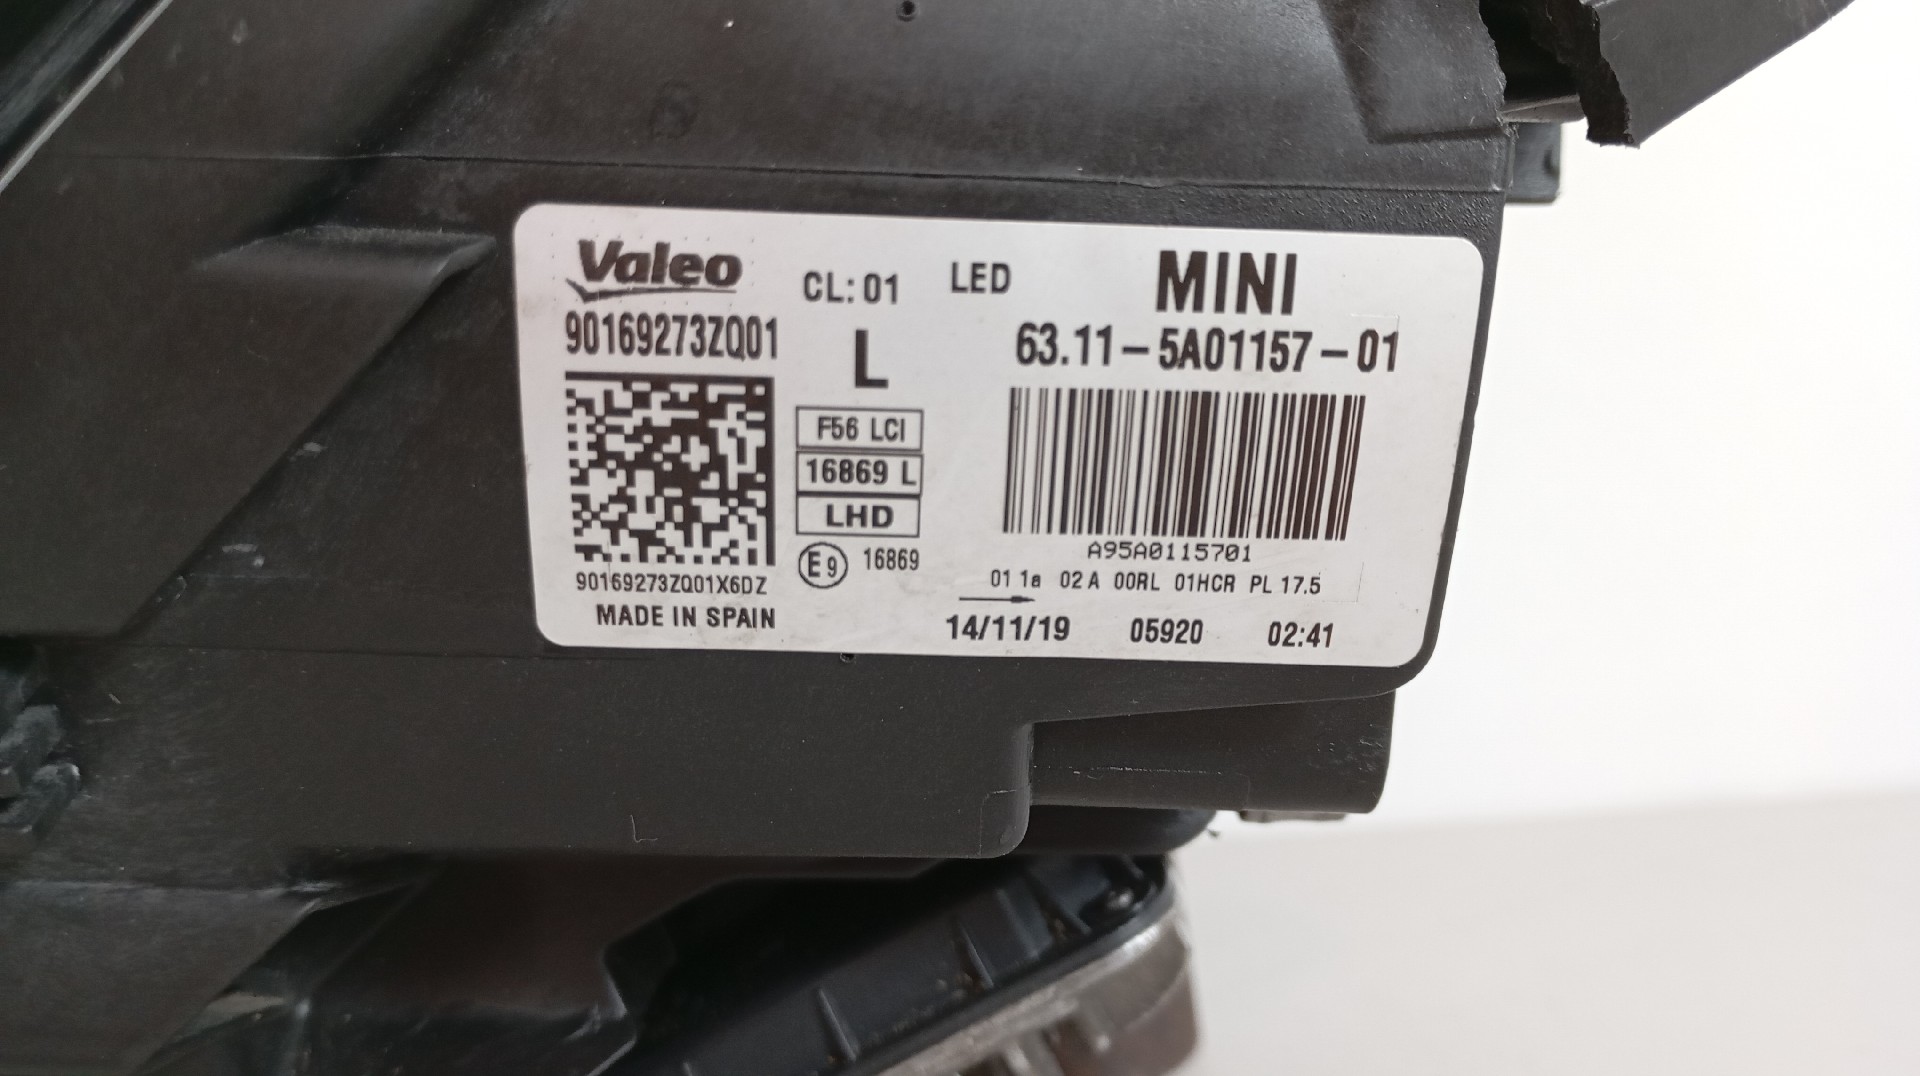 Valeo
90169273ZQ01
90169273ZQ01X6DZ
MADE IN SPAIN
CL: 01
L
F56 LCI
16869 L
LHD
E9 16869
LED
MINI
63.11-5A01157-01
A95A0115701
01 1a 02 A 00RL 01HCR PL 17.5
14/11/19 05920 02:41